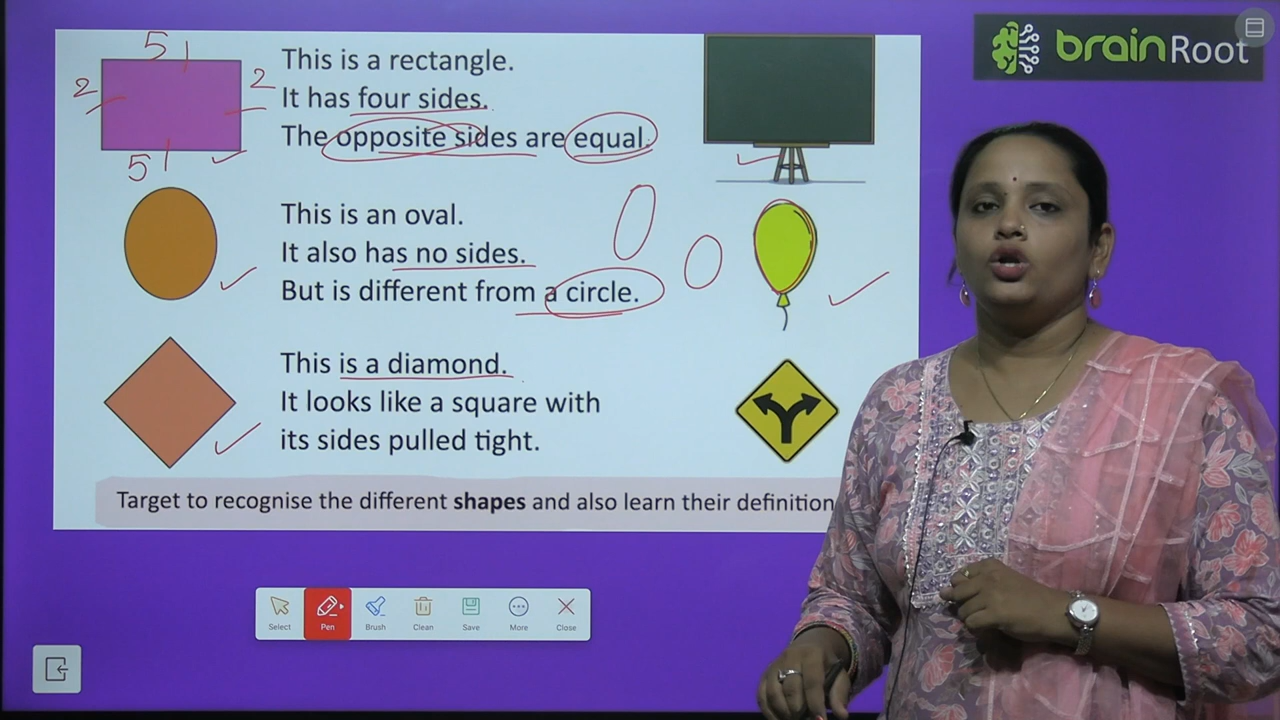 brainRoot
5
2
2
5
This is a rectangle.
It has four sides.
The opposite sides are equal.
This is an oval.
It also has no sides.
But is different from a circle.
This is a diamond.
It looks like a square with
its sides pulled tight.
Target to recognise the different shapes and also learn their definition
Select
Pen
Brush
Clean
Save
More
Close